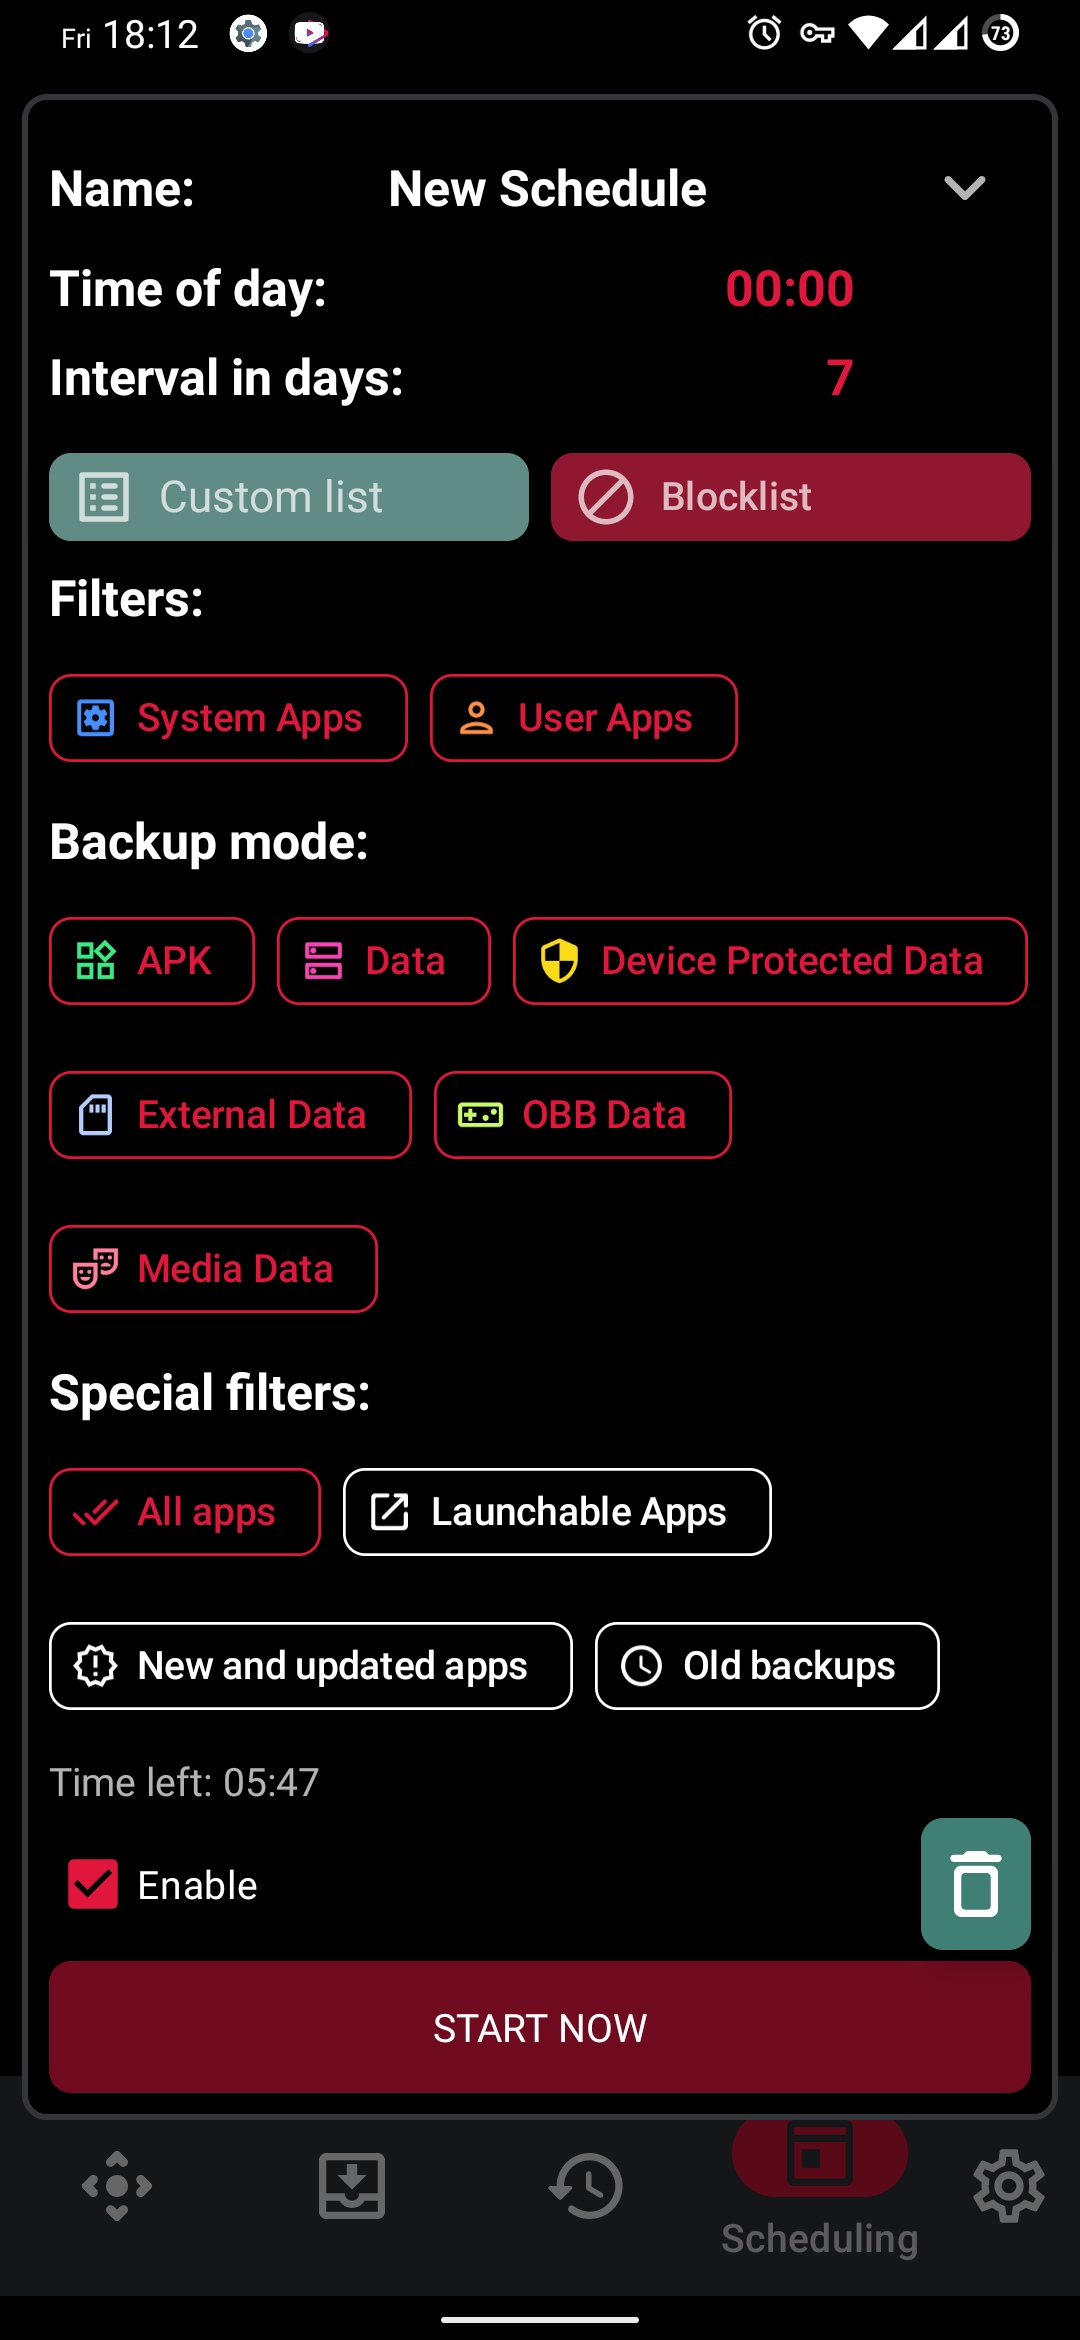 Fri 18:12 73
Name: New Schedule
Time of day: 00:00
Interval in days: 7
Custom list Blocklist
Filters:
System Apps User Apps
Backup mode:
APK Data Device Protected Data
External Data OBB Data
Media Data
Special filters:
All apps Launchable Apps
New and updated apps Old backups
Time left: 05:47
Enable
START NOW
Scheduling